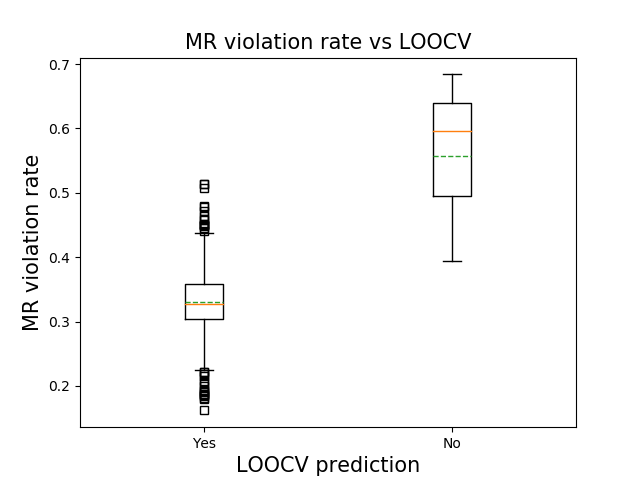 MR violation rate vs LOOCV
0.7
0.6
0.5
0.4
0.3
0.2
MR violation rate
Yes
No
LOOCV prediction